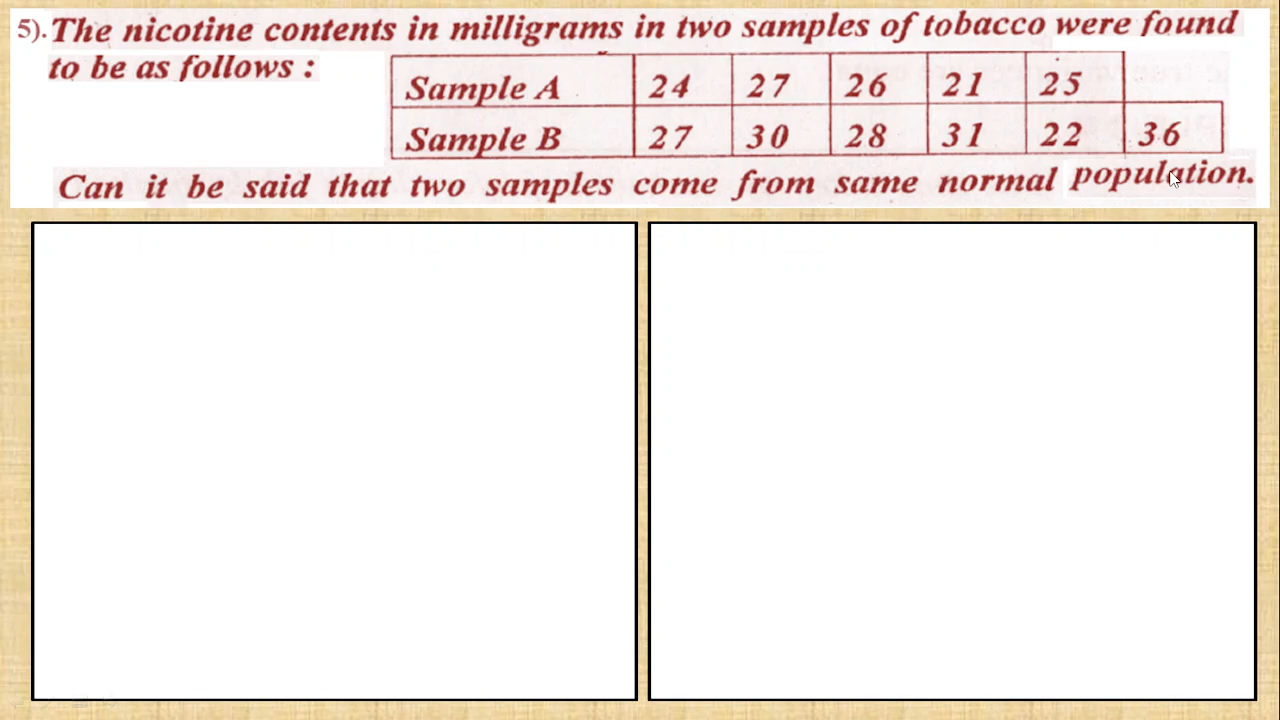 5). The nicotine contents in milligrams in two samples of tobacco were found
to be as follows :
Sample A 24 27 26 21 25
Sample B 27 30 28 31 22 36
Can it be said that two samples come from same normal population.